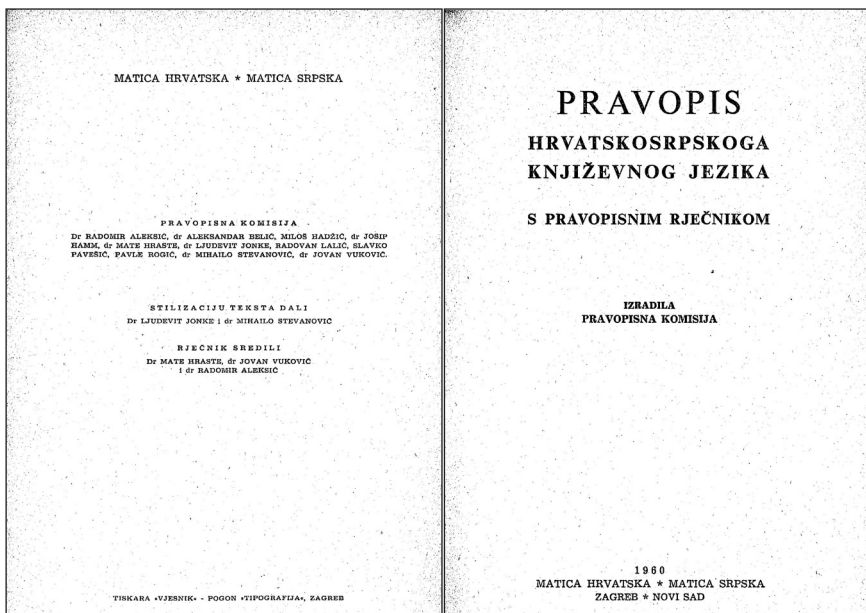 MATICA HRVATSKA * MATICA SRPSKA
PRAVOPISNA KOMISIJA
Dr RADOMIR ALEKSIĆ, dr ALEKSANDAR BELIĆ, MILOŠ HADŽIĆ, dr JOSIP
HAMM, dr MATE HRASTE, dr LJUDEVIT JONKE, RADOVAN LALIĆ, SLAVKO
PAVEŠIĆ, PAVLE ROGIĆ, dr MIHAILO STEVANOVIĆ, dr JOVAN VUKOVIĆ.
STILIZACIJU TEKSTA DALI
Dr LJUDEVIT JONKE i dr MIHAILO STEVANOVIĆ
RJEČNIK SREDILI
Dr MATE HRASTE, dr JOVAN VUKOVIĆ
i dr RADOMIR ALEKSIĆ
TISKARA »VJESNIK« - POGON »TIPOGRAFIJA«, ZAGREB
PRAVOPIS
HRVATSKOSRPSKOGA
KNJIŽEVNOG JEZIKA
S PRAVOPISNIM RJEČNIKOM
IZRADILA
PRAVOPISNA KOMISIJA
1960
MATICA HRVATSKA * MATICA SRPSKA
ZAGREB * NOVI SAD